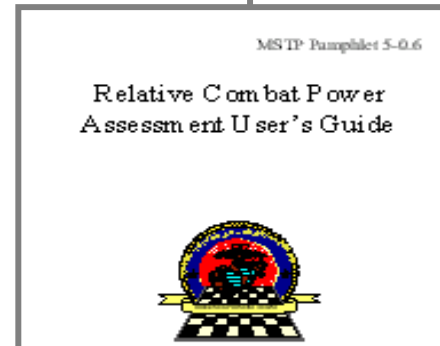 MSTP Pamphlet 5-0.6
Relative Combat Power
Assessment User's Guide